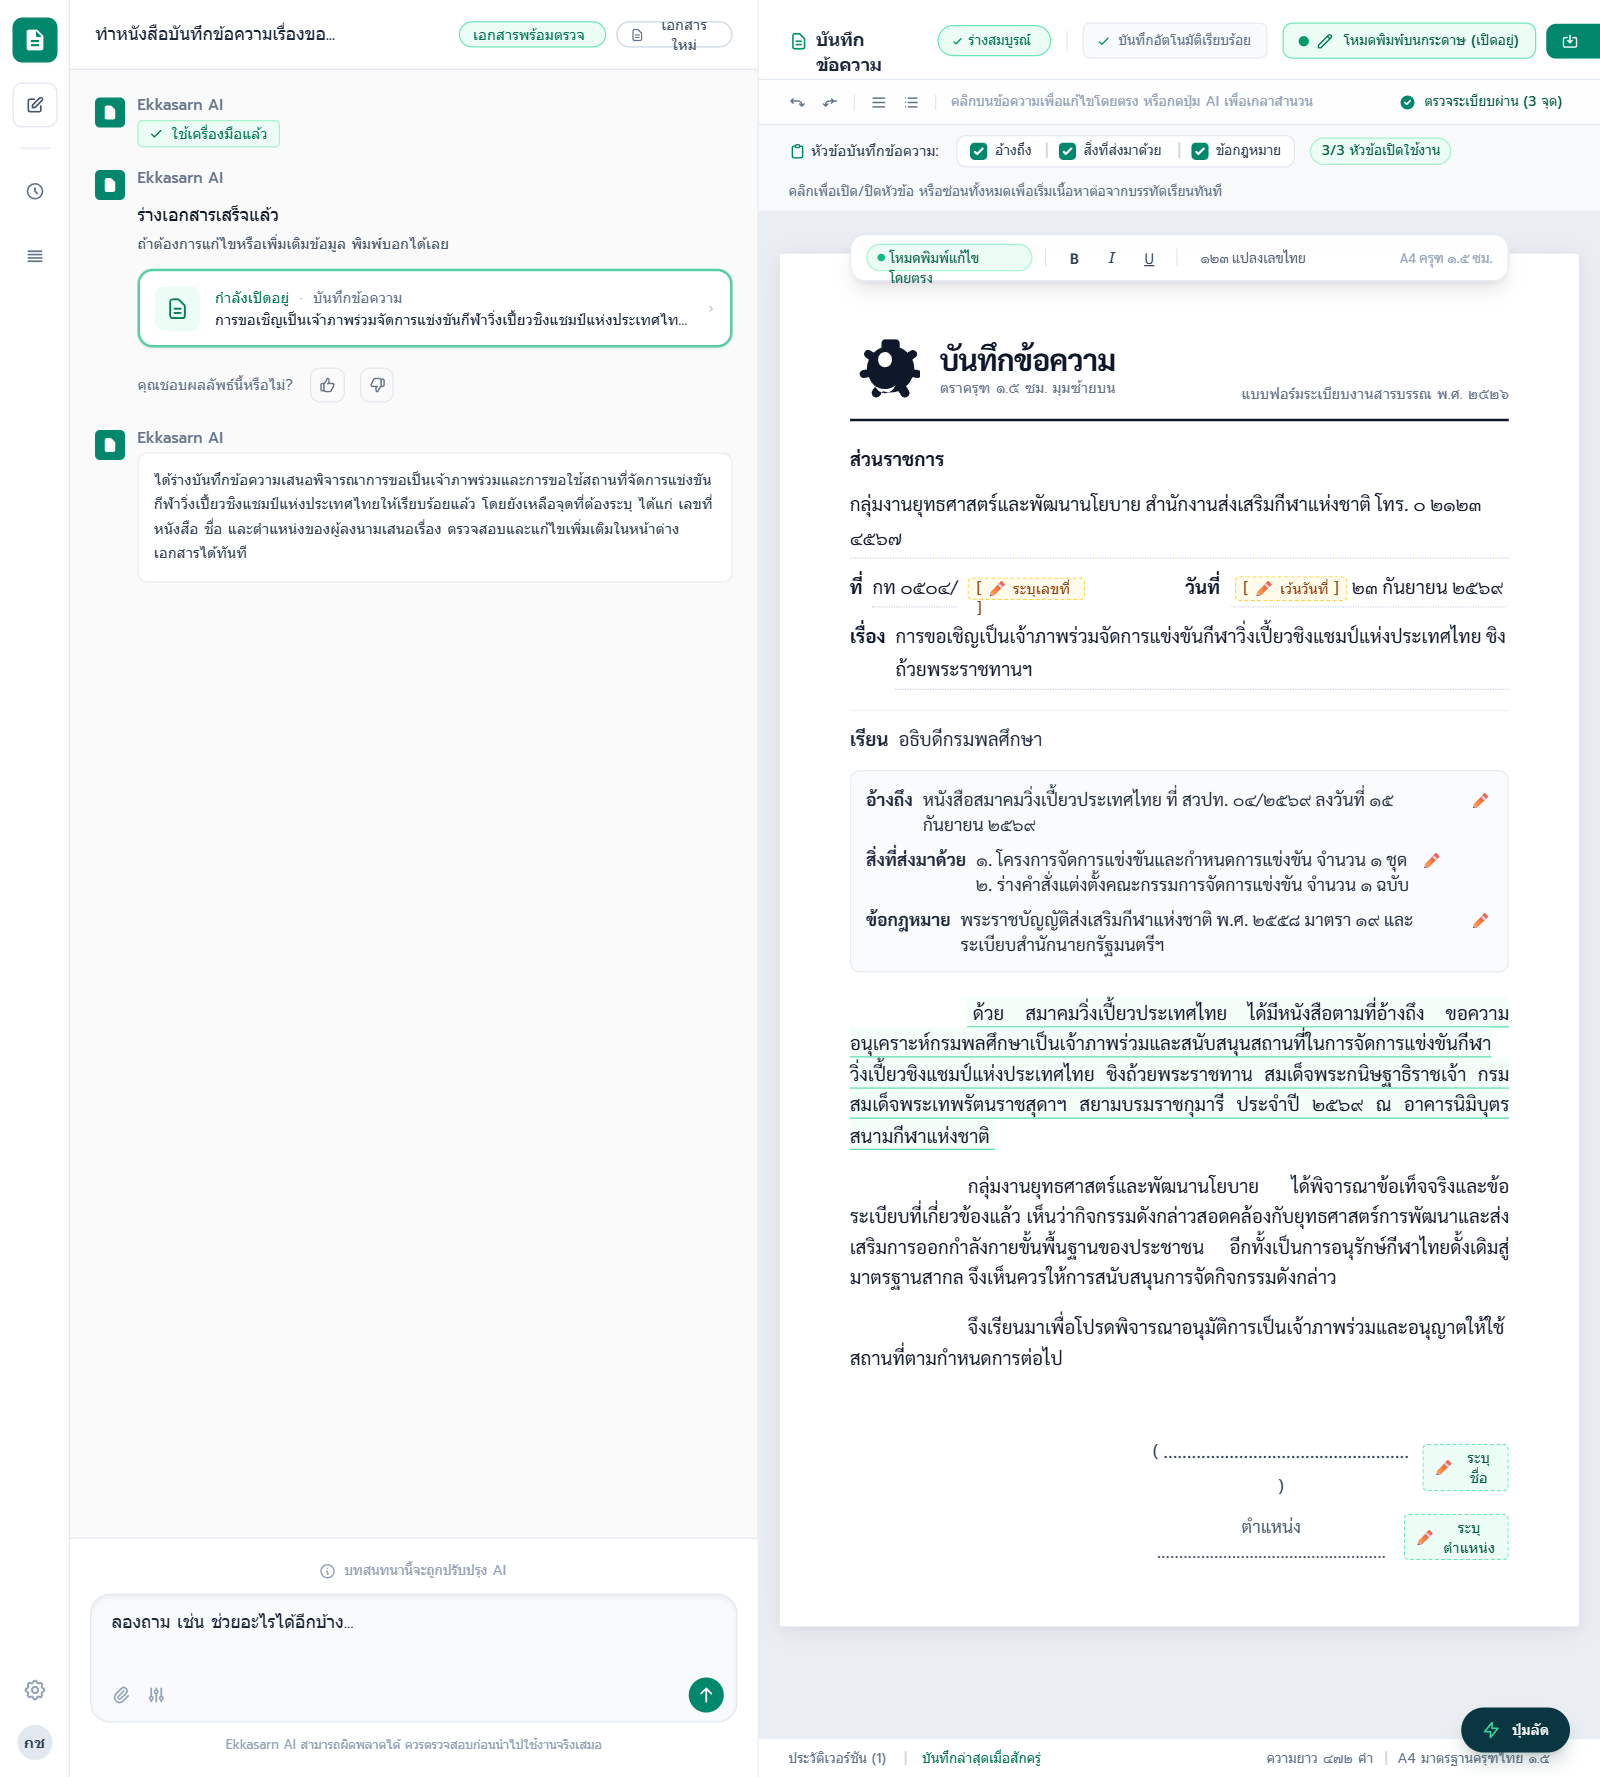 ทำหนังสือบันทึกข้อความเรื่องขอ...
เอกสารพร้อมตรวจ
เอกสาร
ใหม่
Ekkasarn AI
ใช้เครื่องมือแล้ว
Ekkasarn AI
ร่างเอกสารเสร็จแล้ว
ถ้าต้องการแก้ไขหรือเพิ่มเติมข้อมูล พิมพ์บอกได้เลย
กำลังเปิดอยู่ · บันทึกข้อความ
การขอเชิญเป็นเจ้าภาพร่วมจัดการแข่งขันกีฬาวิ่งเปี้ยวชิงแชมป์แห่งประเทศไท...
คุณชอบผลลัพธ์นี้หรือไม่?
Ekkasarn AI
ได้ร่างบันทึกข้อความเสนอพิจารณาการขอเป็นเจ้าภาพร่วมและการขอใช้สถานที่จัดการแข่งขัน
กีฬาวิ่งเปี้ยวชิงแชมป์แห่งประเทศไทยให้เรียบร้อยแล้ว โดยยังเหลือจุดที่ต้องระบุ ได้แก่ เลขที่
หนังสือ ชื่อ และตำแหน่งของผู้ลงนามเสนอเรื่อง ตรวจสอบและแก้ไขเพิ่มเติมในหน้าต่าง
เอกสารได้ทันที
บทสนทนานี้จะถูกปรับปรุง AI
ลองถาม เช่น ช่วยอะไรได้อีกบ้าง...
Ekkasarn AI สามารถผิดพลาดได้ ควรตรวจสอบก่อนนำไปใช้งานจริงเสมอ
กช
บันทึก
ข้อความ
ร่างสมบูรณ์
บันทึกอัตโนมัติเรียบร้อย
โหมดพิมพ์บนกระดาษ (เปิดอยู่)
คลิกบนข้อความเพื่อแก้ไขโดยตรง หรือกดปุ่ม AI เพื่อเกลาสำนวน
ตรวจระเบียบผ่าน (3 จุด)
หัวข้อบันทึกข้อความ:
อ้างถึง | สิ่งที่ส่งมาด้วย | ข้อกฎหมาย
3/3 หัวข้อเปิดใช้งาน
คลิกเพื่อเปิด/ปิดหัวข้อ หรือซ่อนทั้งหมดเพื่อเริ่มเนื้อหาต่อจากบรรทัดเรียนทันที
โหมดพิมพ์แก้ไข
โดยตรง
B I U ๑๒๓ แปลงเลขไทย
A4 ครุฑ ๑.๕ ซม.
บันทึกข้อความ
ตราครุฑ ๑.๕ ซม. มุมซ้ายบน
แบบฟอร์มระเบียบงานสารบรรณ พ.ศ. ๒๕๒๖
ส่วนราชการ
กลุ่มงานยุทธศาสตร์และพัฒนานโยบาย สำนักงานส่งเสริมกีฬาแห่งชาติ โทร. ๐ ๒๑๒๓
๔๕๖๗
ที่ กท ๐๕๐๔/ [ ระบุเลขที่
]
วันที่ [ เว้นวันที่ ] ๒๓ กันยายน ๒๕๖๙
เรื่อง การขอเชิญเป็นเจ้าภาพร่วมจัดการแข่งขันกีฬาวิ่งเปี้ยวชิงแชมป์แห่งประเทศไทย ชิง
ถ้วยพระราชทานฯ
เรียน อธิบดีกรมพลศึกษา
อ้างถึง หนังสือสมาคมวิ่งเปี้ยวประเทศไทย ที่ สวปท. ๐๔/๒๕๖๙ ลงวันที่ ๑๕
กันยายน ๒๕๖๙
สิ่งที่ส่งมาด้วย ๑. โครงการจัดการแข่งขันและกำหนดการแข่งขัน จำนวน ๑ ชุด
๒. ร่างคำสั่งแต่งตั้งคณะกรรมการจัดการแข่งขัน จำนวน ๑ ฉบับ
ข้อกฎหมาย พระราชบัญญัติส่งเสริมกีฬาแห่งชาติ พ.ศ. ๒๕๕๘ มาตรา ๑๙ และ
ระเบียบสำนักนายกรัฐมนตรีฯ
ด้วย สมาคมวิ่งเปี้ยวประเทศไทย ได้มีหนังสือตามที่อ้างถึง ขอความ
อนุเคราะห์กรมพลศึกษาเป็นเจ้าภาพร่วมและสนับสนุนสถานที่ในการจัดการแข่งขันกีฬา
วิ่งเปี้ยวชิงแชมป์แห่งประเทศไทย ชิงถ้วยพระราชทาน สมเด็จพระกนิษฐาธิราชเจ้า กรม
สมเด็จพระเทพรัตนราชสุดาฯ สยามบรมราชกุมารี ประจำปี ๒๕๖๙ ณ อาคารนิมิบุตร
สนามกีฬาแห่งชาติ
กลุ่มงานยุทธศาสตร์และพัฒนานโยบาย ได้พิจารณาข้อเท็จจริงและข้อ
ระเบียบที่เกี่ยวข้องแล้ว เห็นว่ากิจกรรมดังกล่าวสอดคล้องกับยุทธศาสตร์การพัฒนาและส่ง
เสริมการออกกำลังกายขั้นพื้นฐานของประชาชน อีกทั้งเป็นการอนุรักษ์กีฬาไทยดั้งเดิมสู่
มาตรฐานสากล จึงเห็นควรให้การสนับสนุนการจัดกิจกรรมดังกล่าว
จึงเรียนมาเพื่อโปรดพิจารณาอนุมัติการเป็นเจ้าภาพร่วมและอนุญาตให้ใช้
สถานที่ตามกำหนดการต่อไป
( ....................................................
)
ระบุ
ชื่อ
ตำแหน่ง
....................................................
ระบุ
ตำแหน่ง
ปุ่มลัด
ประวัติเวอร์ชัน (1) | บันทึกล่าสุดเมื่อสักครู่
ความยาว ๔๗๒ คำ | A4 มาตรฐานครุฑไทย ๑.๕